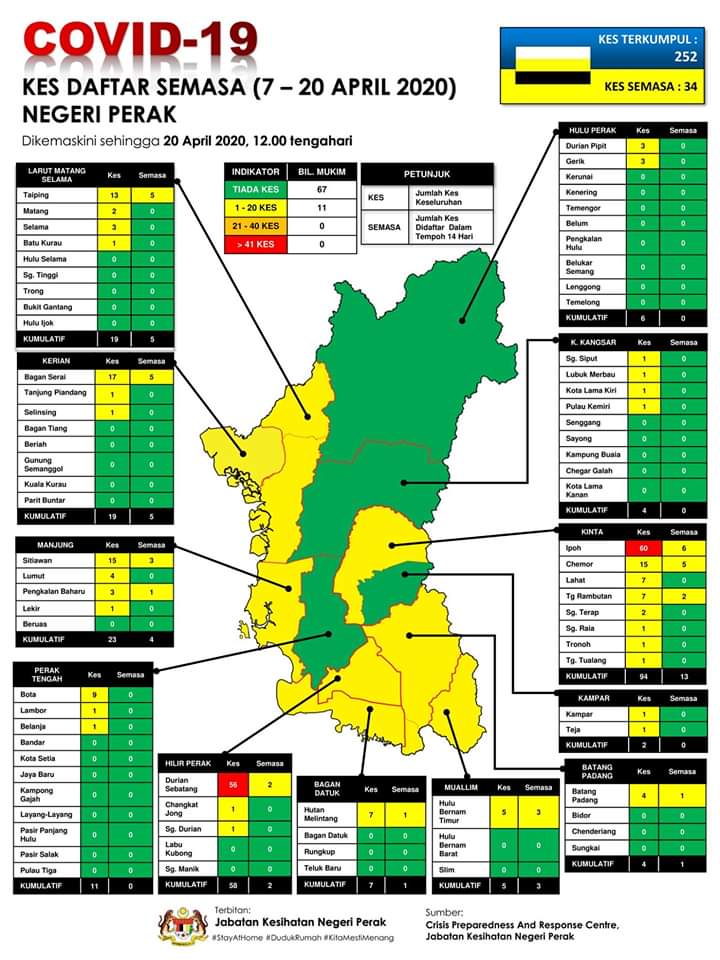 COVID-19
KES DAFTAR SEMASA (7 – 20 APRIL 2020)
NEGERI PERAK
Dikemaskini sehingga 20 April 2020, 12.00 tengahari
KES TERKUMPUL :
252
KES SEMASA : 34
INDIKATOR BIL. MUKIM
TIADA KES 67
1 - 20 KES 11
21 - 40 KES 0
> 41 KES 0
PETUNJUK
KES Jumlah Kes
Keseluruhan
SEMASA Jumlah Kes
Didaftar Dalam
Tempoh 14 Hari
LARUT MATANG
SELAMA Kes Semasa
Taiping 13 5
Matang 2 0
Selama 3 0
Batu Kurau 1 0
Hulu Selama 0 0
Sg. Tinggi 0 0
Trong 0 0
Bukit Gantang 0 0
Hulu Ijok 0 0
KUMULATIF 19 5
KERIAN Kes Semasa
Bagan Serai 17 5
Tanjung Piandang 1 0
Selinsing 1 0
Bagan Tiang 0 0
Beriah 0 0
Gunung
Semanggol 0 0
Kuala Kurau 0 0
Parit Buntar 0 0
KUMULATIF 19 5
MANJUNG Kes Semasa
Sitiawan 15 3
Lumut 4 0
Pengkalan Baharu 3 1
Lekir 1 0
Beruas 0 0
KUMULATIF 23 4
PERAK
TENGAH Kes Semasa
Bota 9 0
Lambor 1 0
Belanja 1 0
Bandar 0 0
Kota Setia 0 0
Jaya Baru 0 0
Kampong
Gajah 0 0
Layang-Layang 0 0
Pasir Panjang
Hulu 0 0
Pasir Salak 0 0
Pulau Tiga 0 0
KUMULATIF 11 0
HILIR PERAK Kes Semasa
Durian
Sebatang 56 2
Changkat
Jong 1 0
Sg. Durian 1 0
Labu
Kubong 0 0
Sg. Manik 0 0
KUMULATIF 58 2
BAGAN
DATUK Kes Semasa
Hutan
Melintang 7 1
Bagan Datuk 0 0
Rungkup 0 0
Teluk Baru 0 0
KUMULATIF 7 1
MUALLIM Kes Semasa
Hulu
Bernam
Timur 5 3
Hulu
Bernam
Barat 0 0
Slim 0 0
KUMULATIF 5 3
HULU PERAK Kes Semasa
Durian Pipit 3 0
Gerik 3 0
Kerunai 0 0
Kenering 0 0
Temengor 0 0
Belum 0 0
Pengkalan
Hulu 0 0
Belukar
Semang 0 0
Lenggong 0 0
Temelong 0 0
KUMULATIF 6 0
K. KANGSAR Kes Semasa
Sg. Siput 1 0
Lubuk Merbau 1 0
Kota Lama Kiri 1 0
Pulau Kemiri 1 0
Senggang 0 0
Sayong 0 0
Kampung Buaia 0 0
Chegar Galah 0 0
Kota Lama
Kanan 0 0
KUMULATIF 4 0
KINTA Kes Semasa
Ipoh 60 6
Chemor 15 5
Lahat 7 0
Tg Rambutan 7 2
Sg. Terap 2 0
Sg. Raia 1 0
Tronoh 1 0
Tg. Tualang 1 0
KUMULATIF 94 13
KAMPAR Kes Semasa
Kampar 1 0
Teja 1 0
KUMULATIF 2 0
BATANG
PADANG Kes Semasa
Batang
Padang 4 1
Bidor 0 0
Chenderiang 0 0
Sungkai 0 0
KUMULATIF 4 1
Terbitan:
Jabatan Kesihatan Negeri Perak
#StayAtHome #DudukRumah #KitaMestiMenang
Sumber:
Crisis Preparedness And Response Centre,
Jabatan Kesihatan Negeri Perak